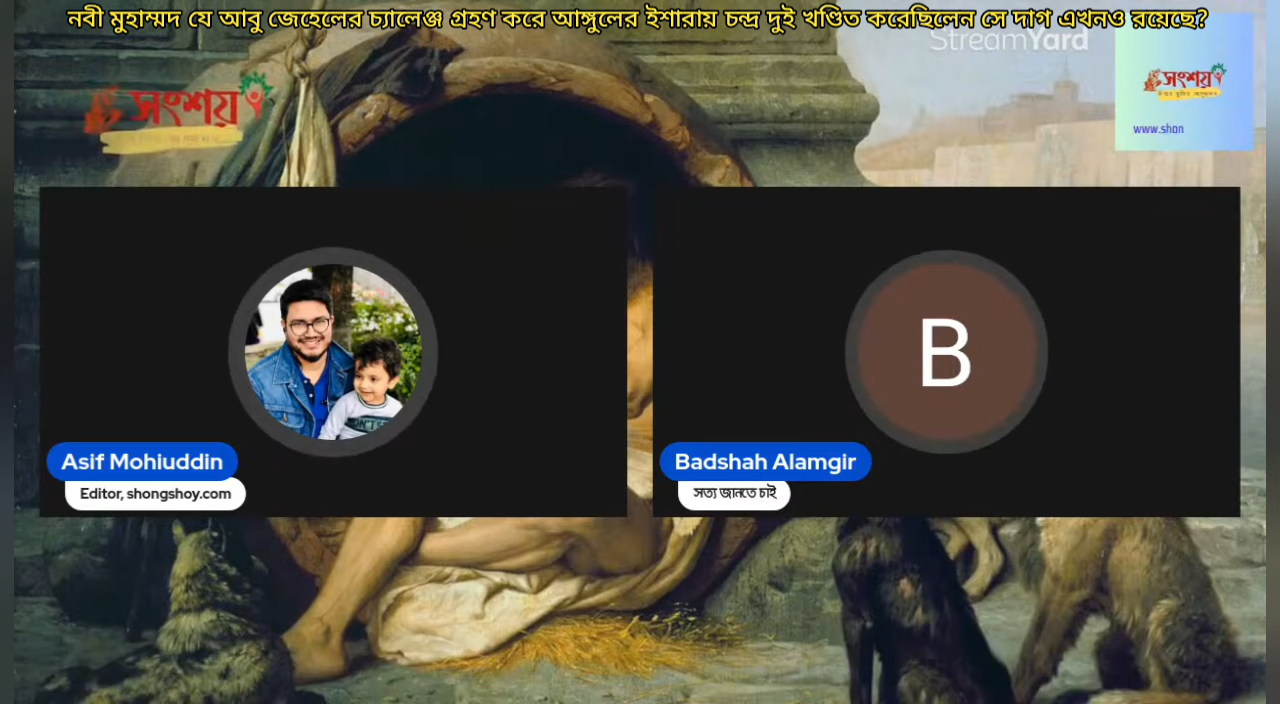 নবী মুহাম্মদ যে আবু জেহেলের চ্যালেঞ্জ গ্রহণ করে আঙ্গুলের ইশারায় চন্দ্র দুই খণ্ডিত করেছিলেন সে দাগ এখনও রয়েছে?
StreamYard
সংশয়
সংশয়
www.shon
B
Asif Mohiuddin
Editor, shongshoy.com
Badshah Alamgir
সত্য জানতে চাই